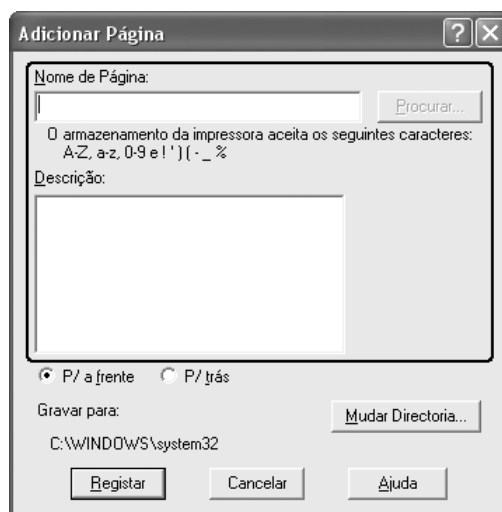 Adicionar Página
Nome de Página:
Procurar...
O armazenamento da impressora aceita os seguintes caracteres:
A-Z, a-z, 0-9 e ! ' ) ( - _ %
Descrição:
P/ a frente P/ trás
Gravar para:
Mudar Directoria...
C:\WINDOWS\system32
Registar Cancelar Ajuda